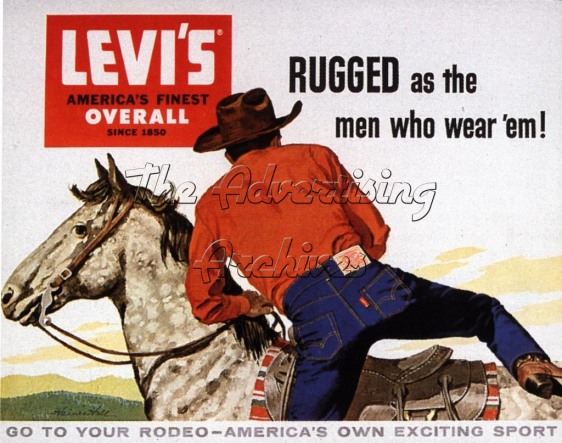 LEVI'S®
AMERICA'S FINEST
OVERALL
SINCE 1850
RUGGED as the
men who wear 'em!
The Advertising
Archives
GO TO YOUR RODEO–AMERICA'S OWN EXCITING SPORT